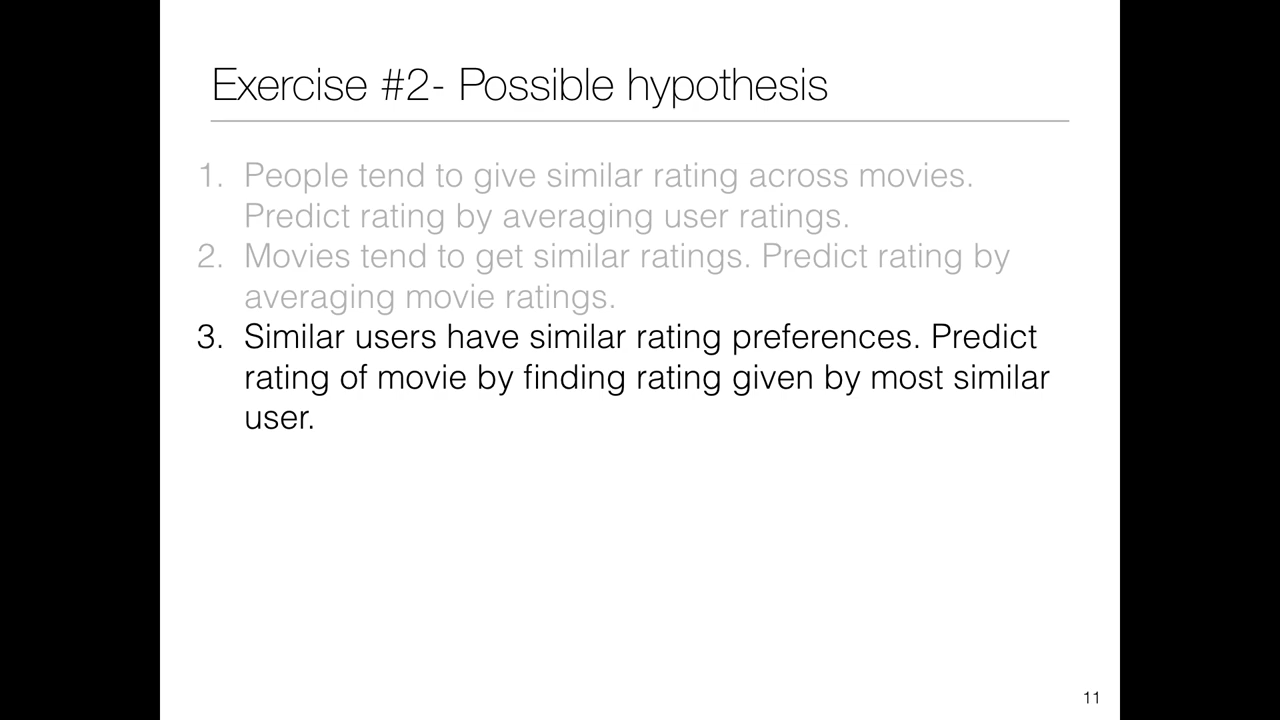 Exercise #2- Possible hypothesis
1. People tend to give similar rating across movies.
Predict rating by averaging user ratings.
2. Movies tend to get similar ratings. Predict rating by
averaging movie ratings.
3. Similar users have similar rating preferences. Predict
rating of movie by finding rating given by most similar
user.
11